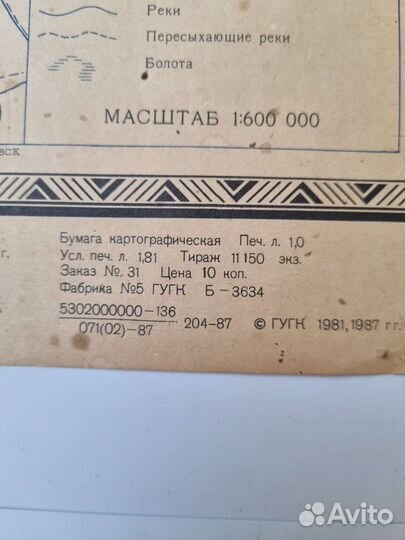 Реки
Пересыхающие реки
Болота
МАСШТАБ 1:600 000
вск
Бумага картографическая Печ. л. 1,0
г. Усл. печ. л. 1,81 Тираж 11 150 экз.
Заказ №. 31 Цена 10 коп.
Фабрика №5 ГУГК Б – 3634
5302000000–136
071(02)–87
204–87 © ГУГК 1981, 1987 гг.
Avito